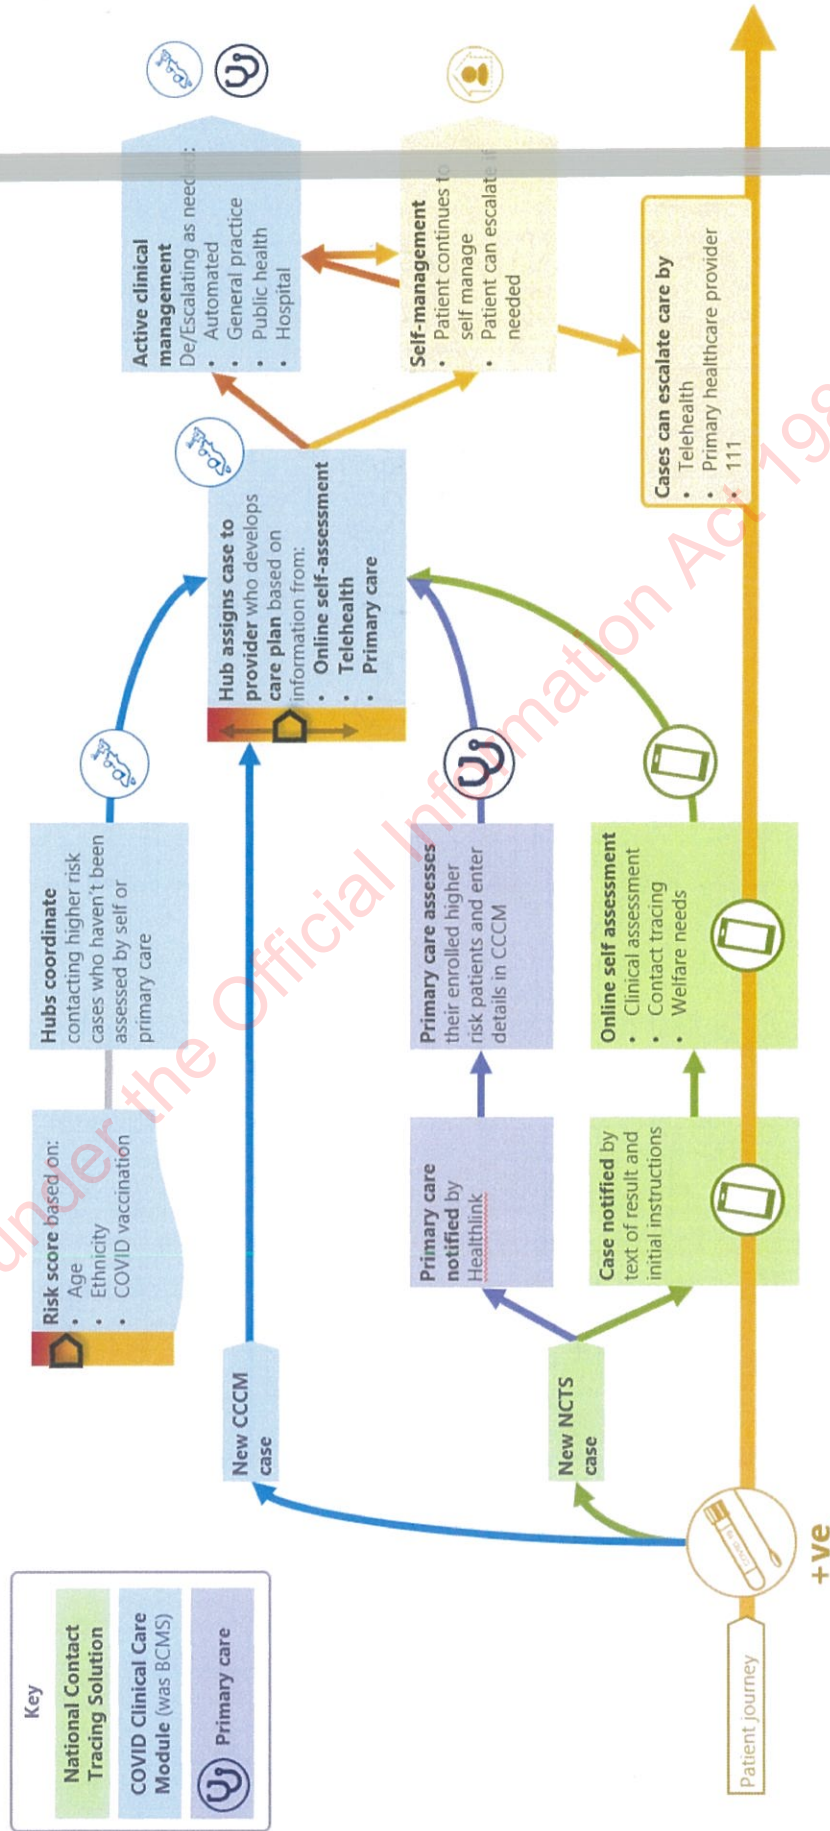 Key
National Contact
Tracing Solution
COVID Clinical Care
Module (was BCMS)
Primary care
Risk score based on:
• Age
• Ethnicity
• COVID vaccination
Hubs coordinate
contacting higher risk
cases who haven't been
assessed by self or
primary care
New CCCM
case
Hub assigns case to
provider who develops
care plan based on
information from:
• Online self-assessment
• Telehealth
• Primary care
Active clinical
management
De/Escalating as needed:
• Automated
• General practice
• Public health
• Hospital
Self-management
• Patient continues to
self manage
• Patient can escalate if
needed
Primary care
notified by
Healthlink
Primary care assesses
their enrolled higher
risk patients and enter
details in CCCM
New NCTS
case
Case notified by
text of result and
initial instructions
Online self assessment
• Clinical assessment
• Contact tracing
• Welfare needs
Cases can escalate care by
• Telehealth
• Primary healthcare provider
• 111
Patient journey
+ve
under the Official Information Act 198